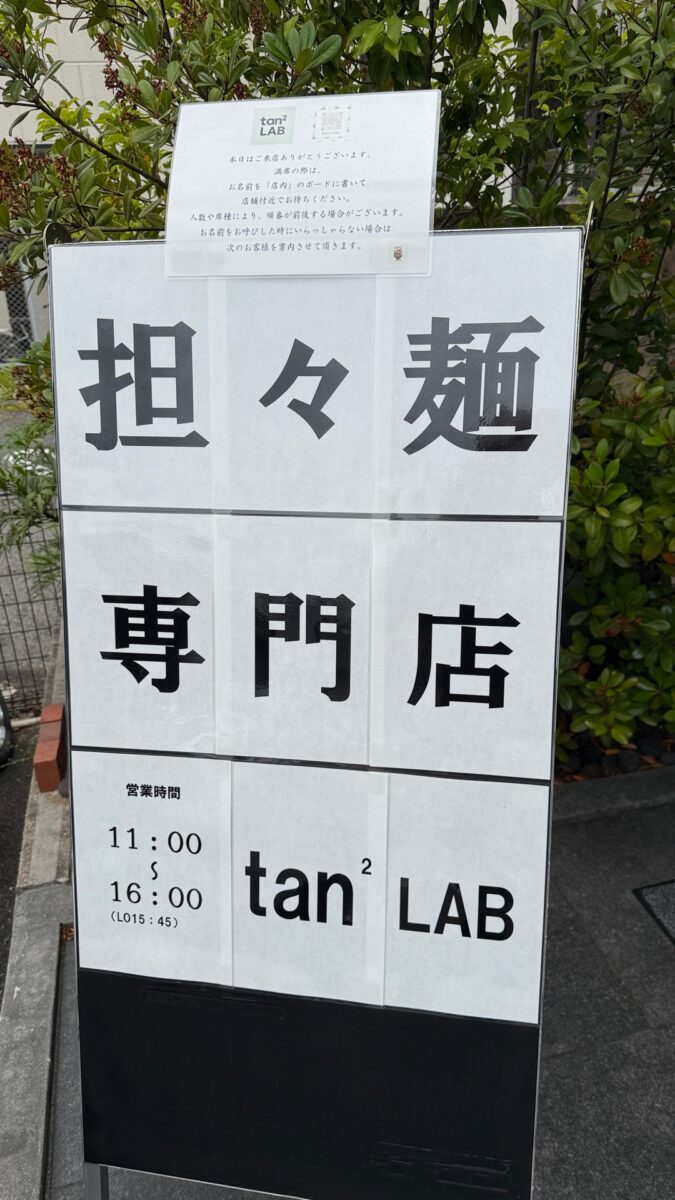 tan²
LAB
本日はご来店ありがとうございます。
満席の際は、
お名前を「店内」のボードに書いて
店舗付近でお待ちください。
人数や席種により、順番が前後する場合がございます。
お名前をお呼びした時にいらっしゃらない場合は
次のお客様を案内させて頂きます。
担々麺
専門店
営業時間
11:00
〜
16:00
(LO15:45)
tan²
LAB